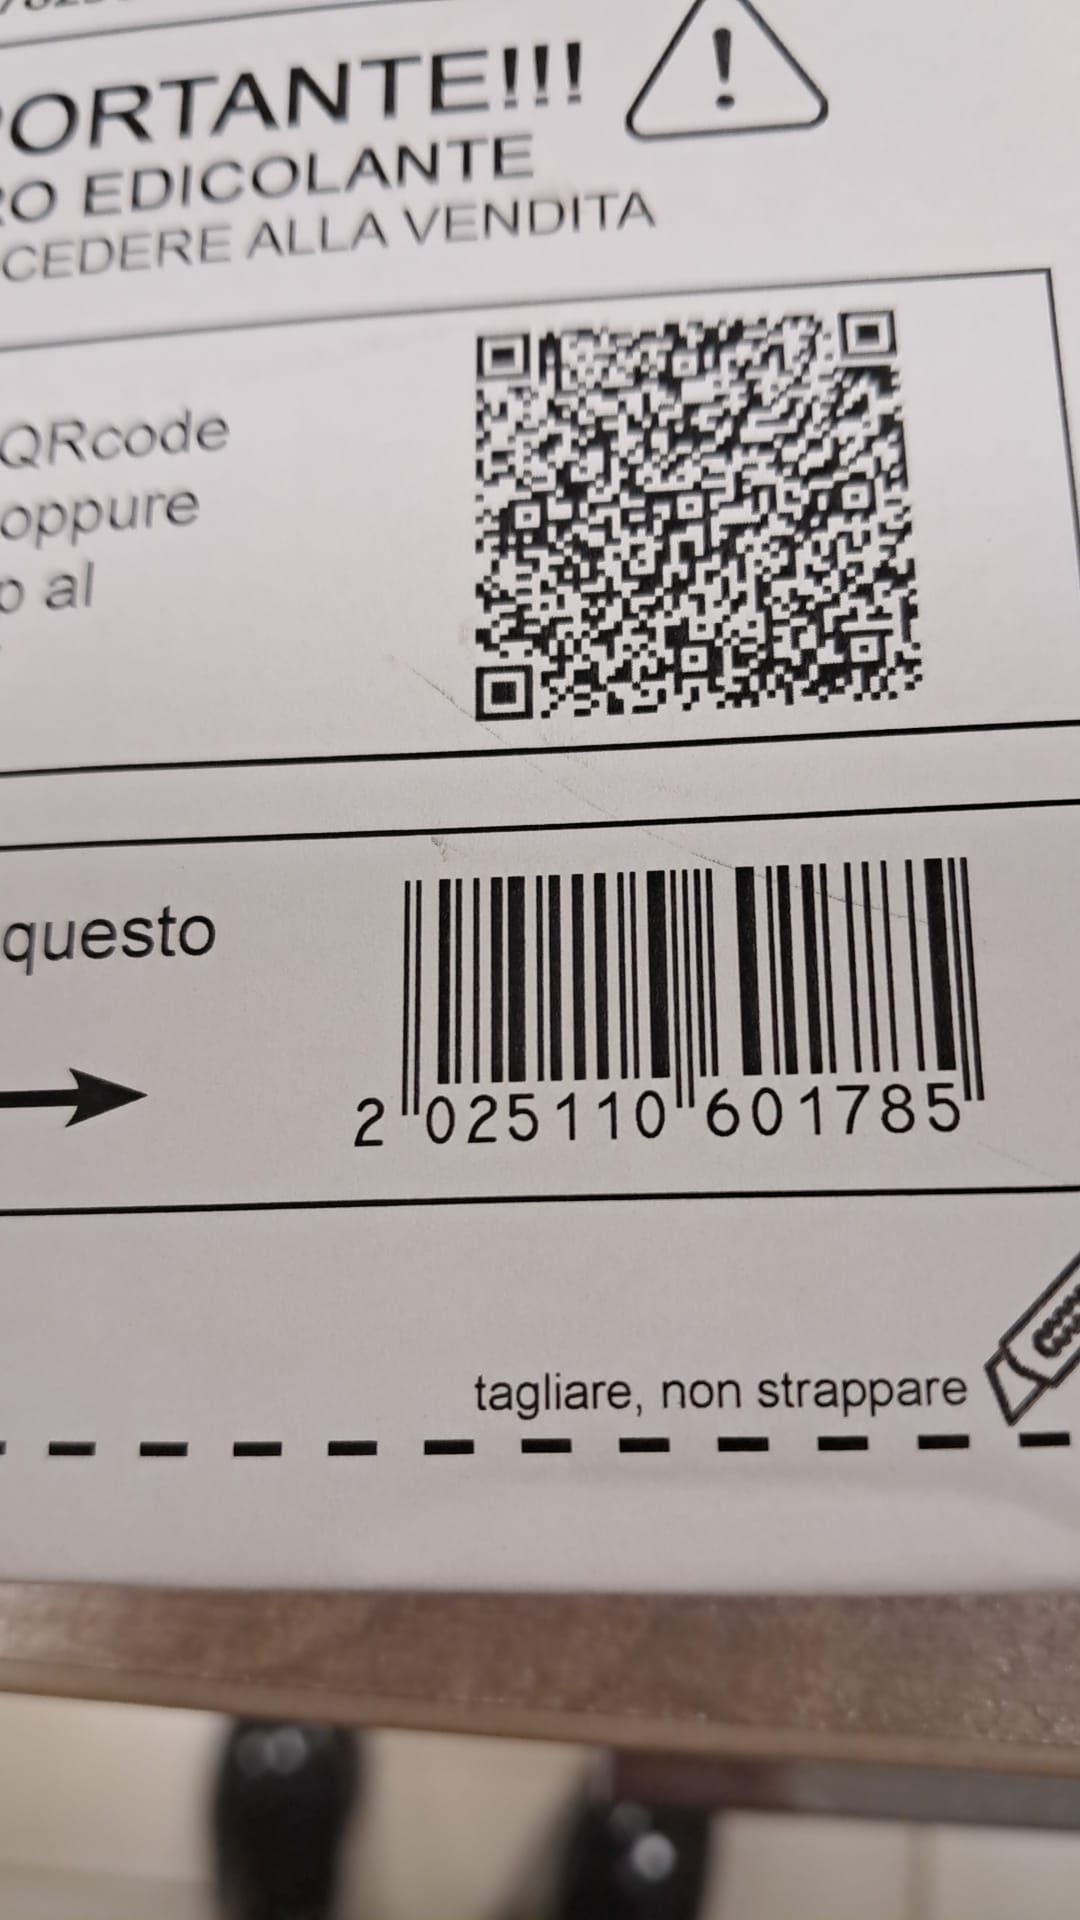 PORTANTE!!!
RO EDICOLANTE
CEDERE ALLA VENDITA
QRcode
oppure
o al
questo
2 025110 601785
tagliare, non strappare